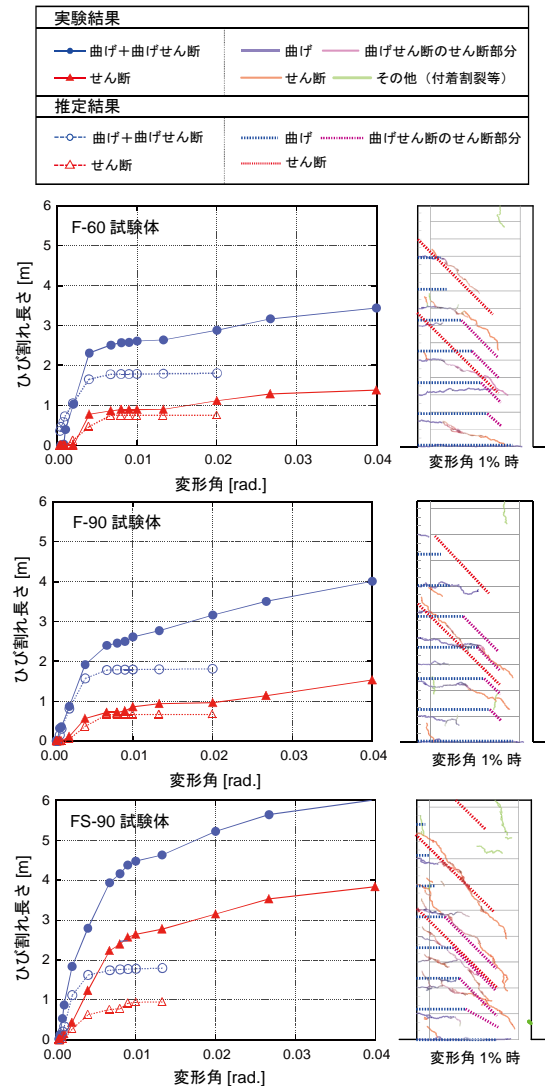 実験結果
曲げ＋曲げせん断 曲げ 曲げせん断のせん断部分
せん断 せん断 その他（付着割裂等）
推定結果
曲げ＋曲げせん断 曲げ 曲げせん断のせん断部分
せん断 せん断
F-60 試験体
ひび割れ長さ [m]
6
5
4
3
2
1
0
0.00 0.01 0.02 0.03 0.04
変形角 [rad.]
変形角 1% 時
F-90 試験体
ひび割れ長さ [m]
6
5
4
3
2
1
0
0.00 0.01 0.02 0.03 0.04
変形角 [rad.]
変形角 1% 時
FS-90 試験体
ひび割れ長さ [m]
6
5
4
3
2
1
0
0.00 0.01 0.02 0.03 0.04
変形角 [rad.]
変形角 1% 時